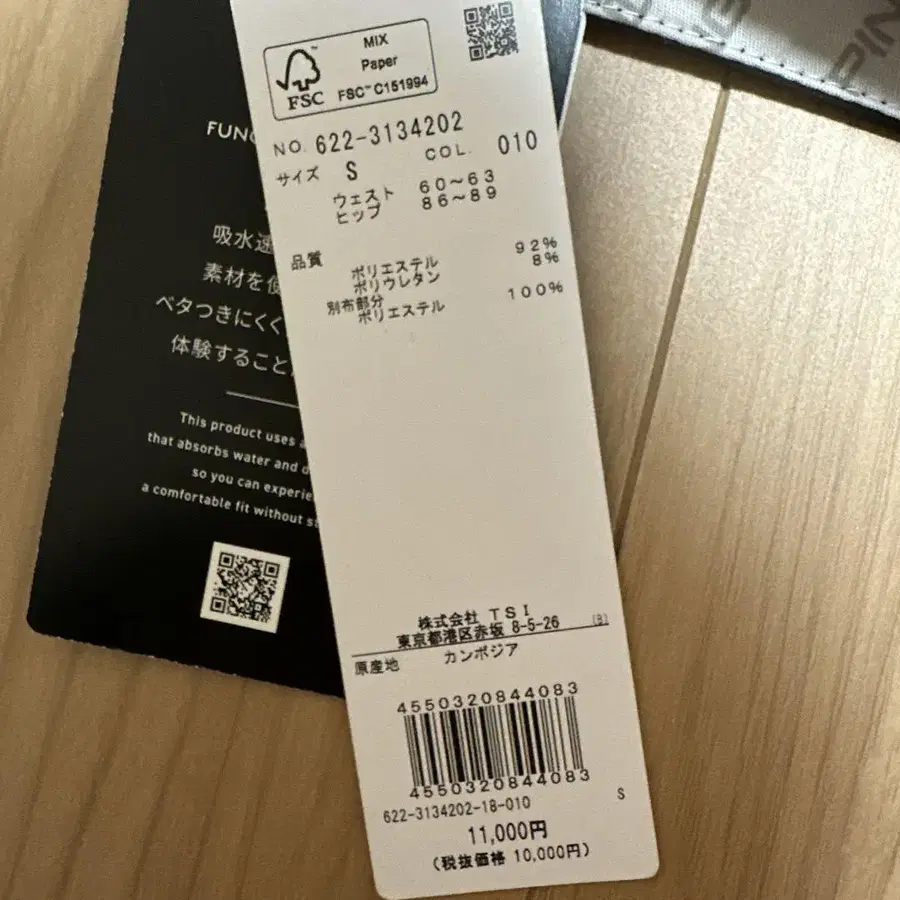 MIX
Paper
FSC
FSC™ C151994
NO. 622-3134202
サイズ S COL. 010
ウェスト 60～63
ヒップ 86～89
品質
ポリエステル 92%
ポリウレタン 8%
別布部分
ポリエステル 100%
株式会社 TSI
東京都港区赤坂 8-5-26 (B)
原産地 カンボジア
4550320844083
4550320844083
622-3134202-18-010 S
11,000円
(税抜価格 10,000円)
吸水速
素材を使
ベタつきにくく
体験すること
This product uses
that absorbs water and
so you can
a comfortable fit without